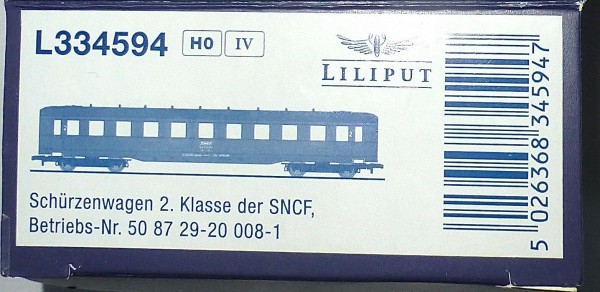 L334594 H0 IV
LILIPUT
SNCF
Schürzenwagen 2. Klasse der SNCF,
Betriebs-Nr. 50 87 29-20 008-1
5 026368 345947